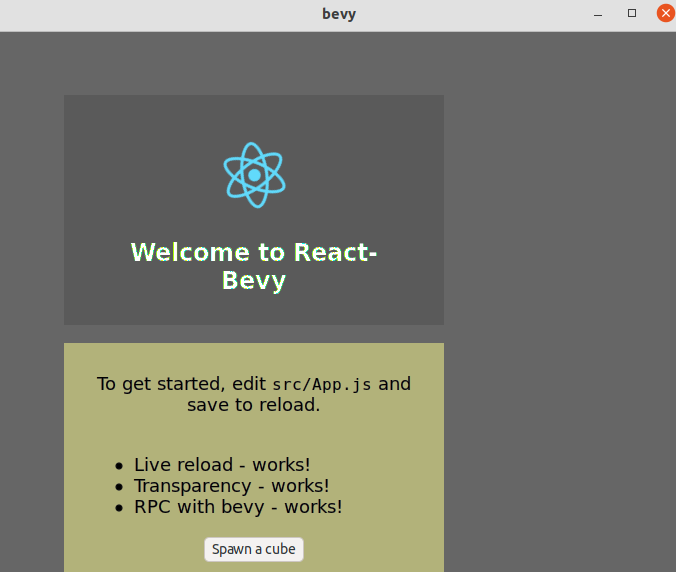 bevy
Welcome to React-
Bevy
To get started, edit src/App.js and
save to reload.
Live reload - works!
Transparency - works!
RPC with bevy - works!
Spawn a cube